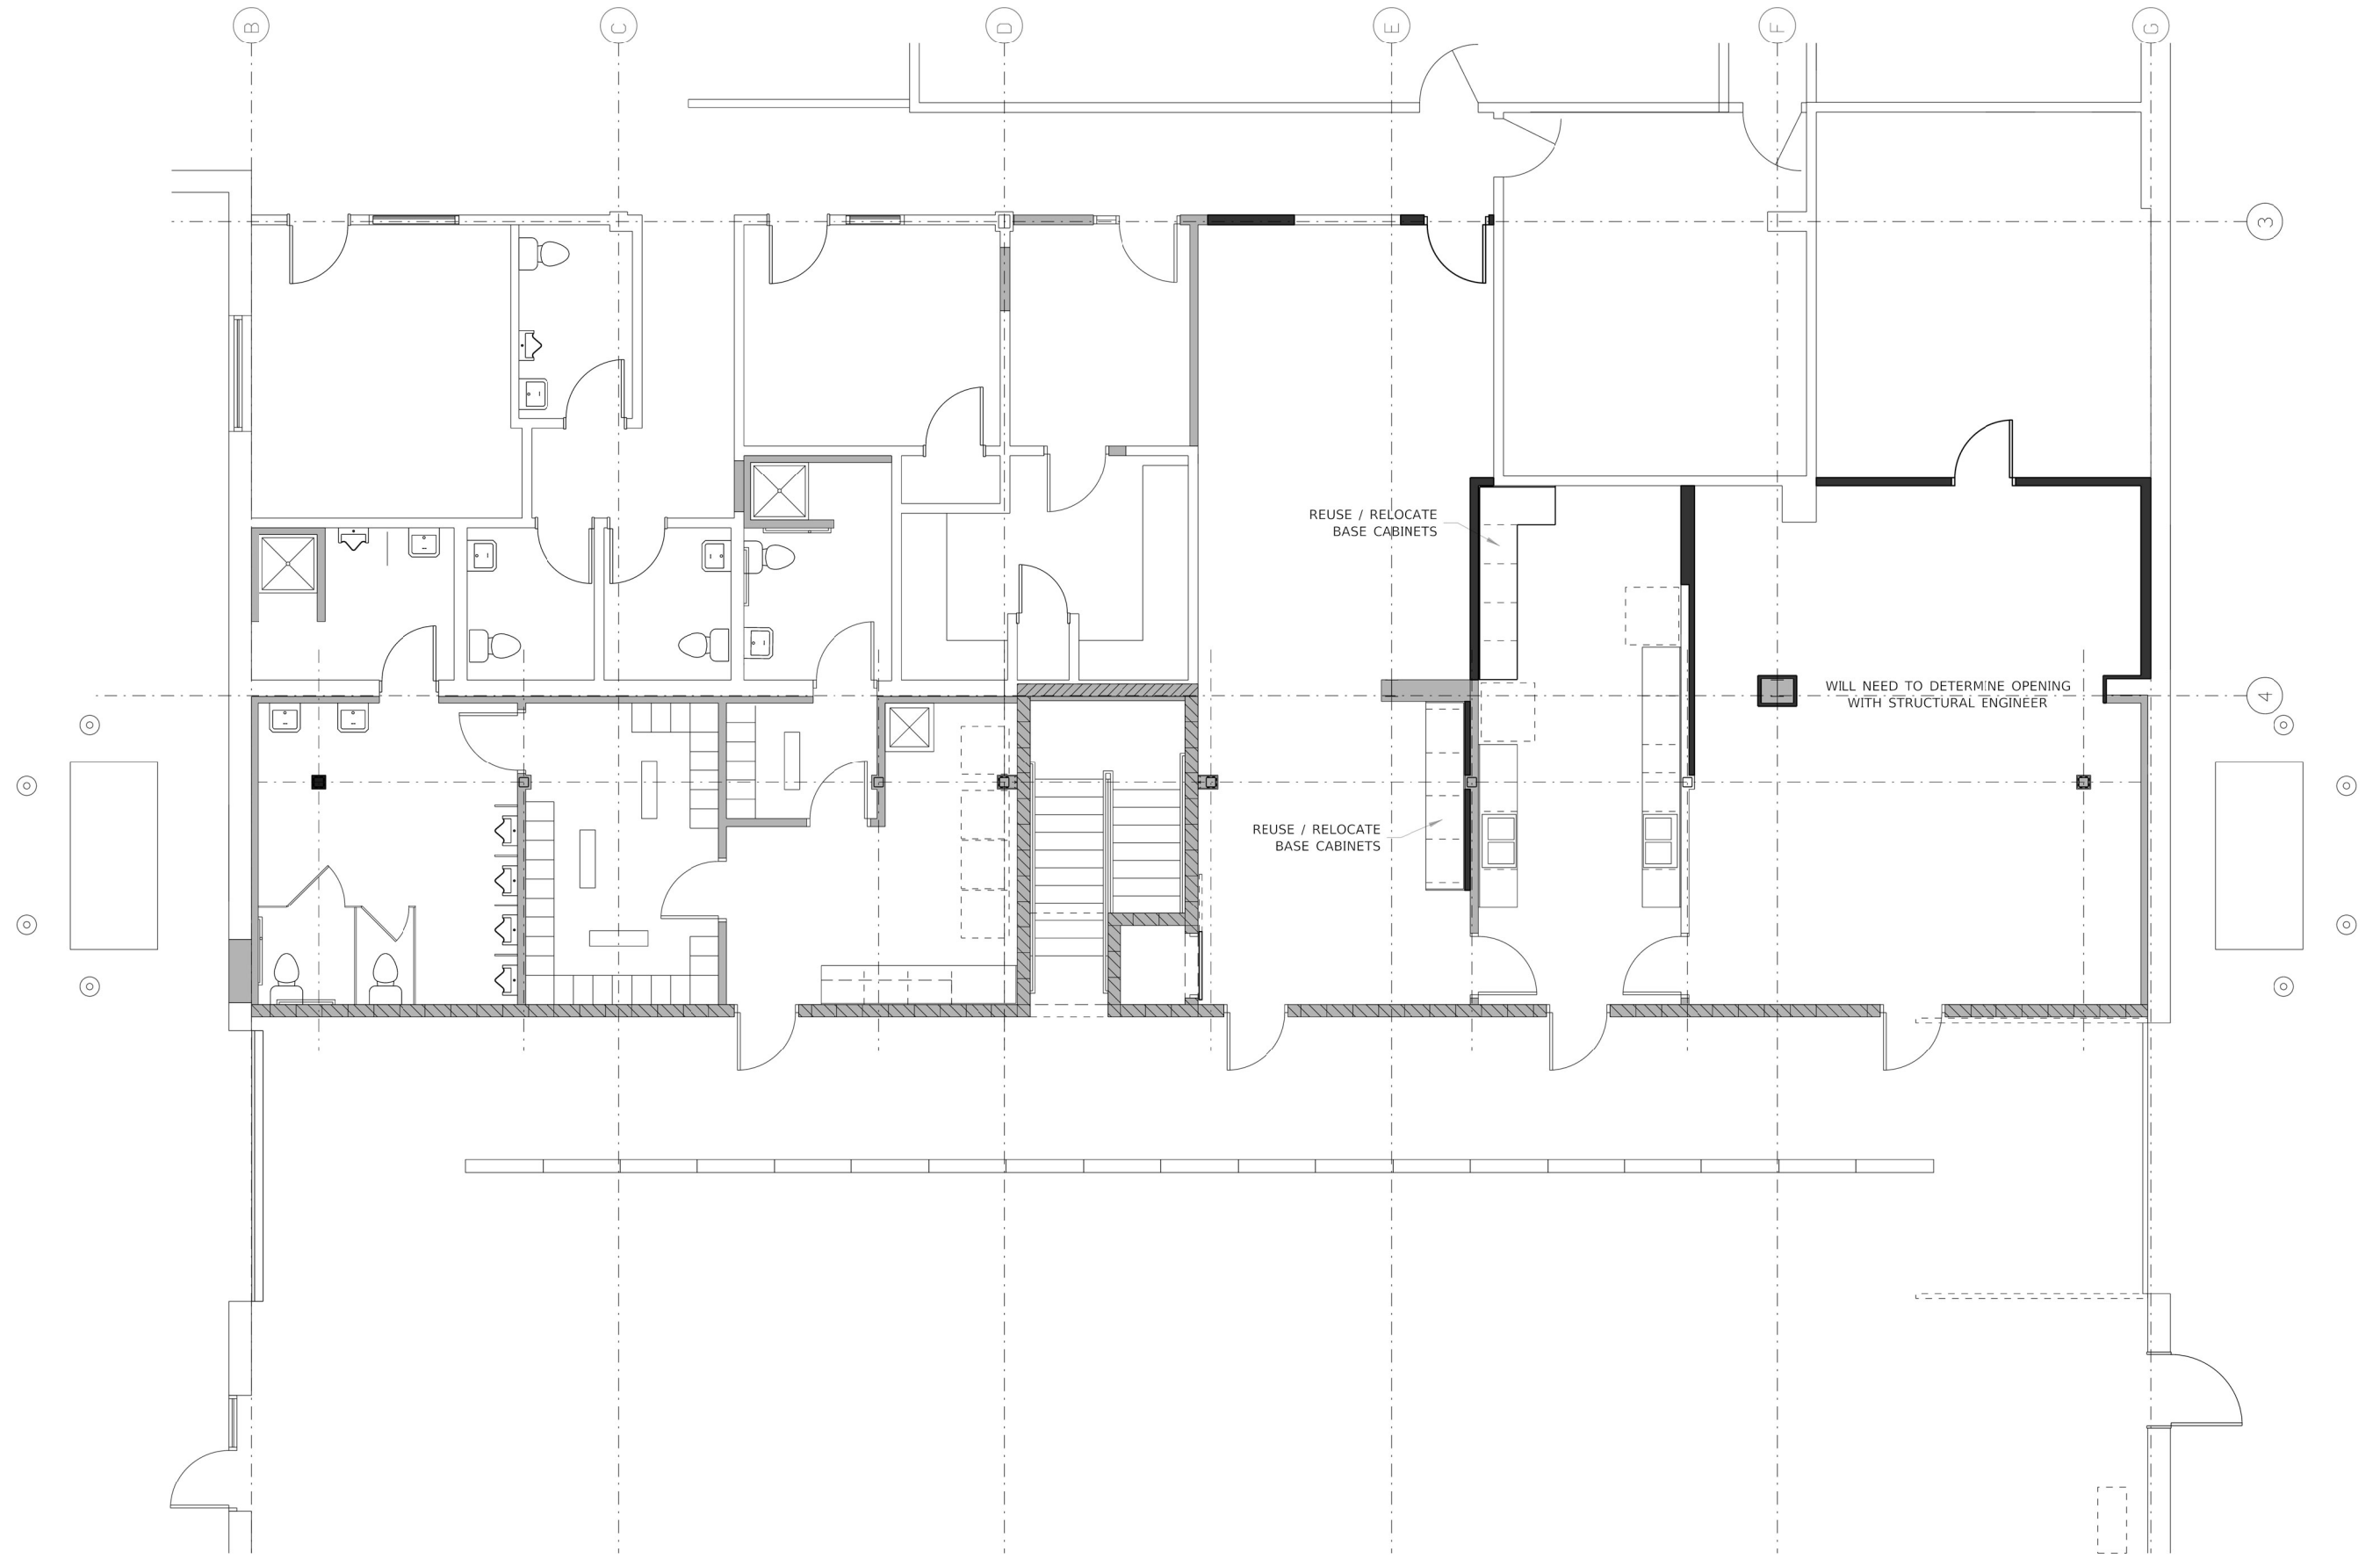 B
C
D
E
F
G
3
REUSE / RELOCATE
BASE CABINETS
WILL NEED TO DETERMINE OPENING
WITH STRUCTURAL ENGINEER
4
REUSE / RELOCATE
BASE CABINETS